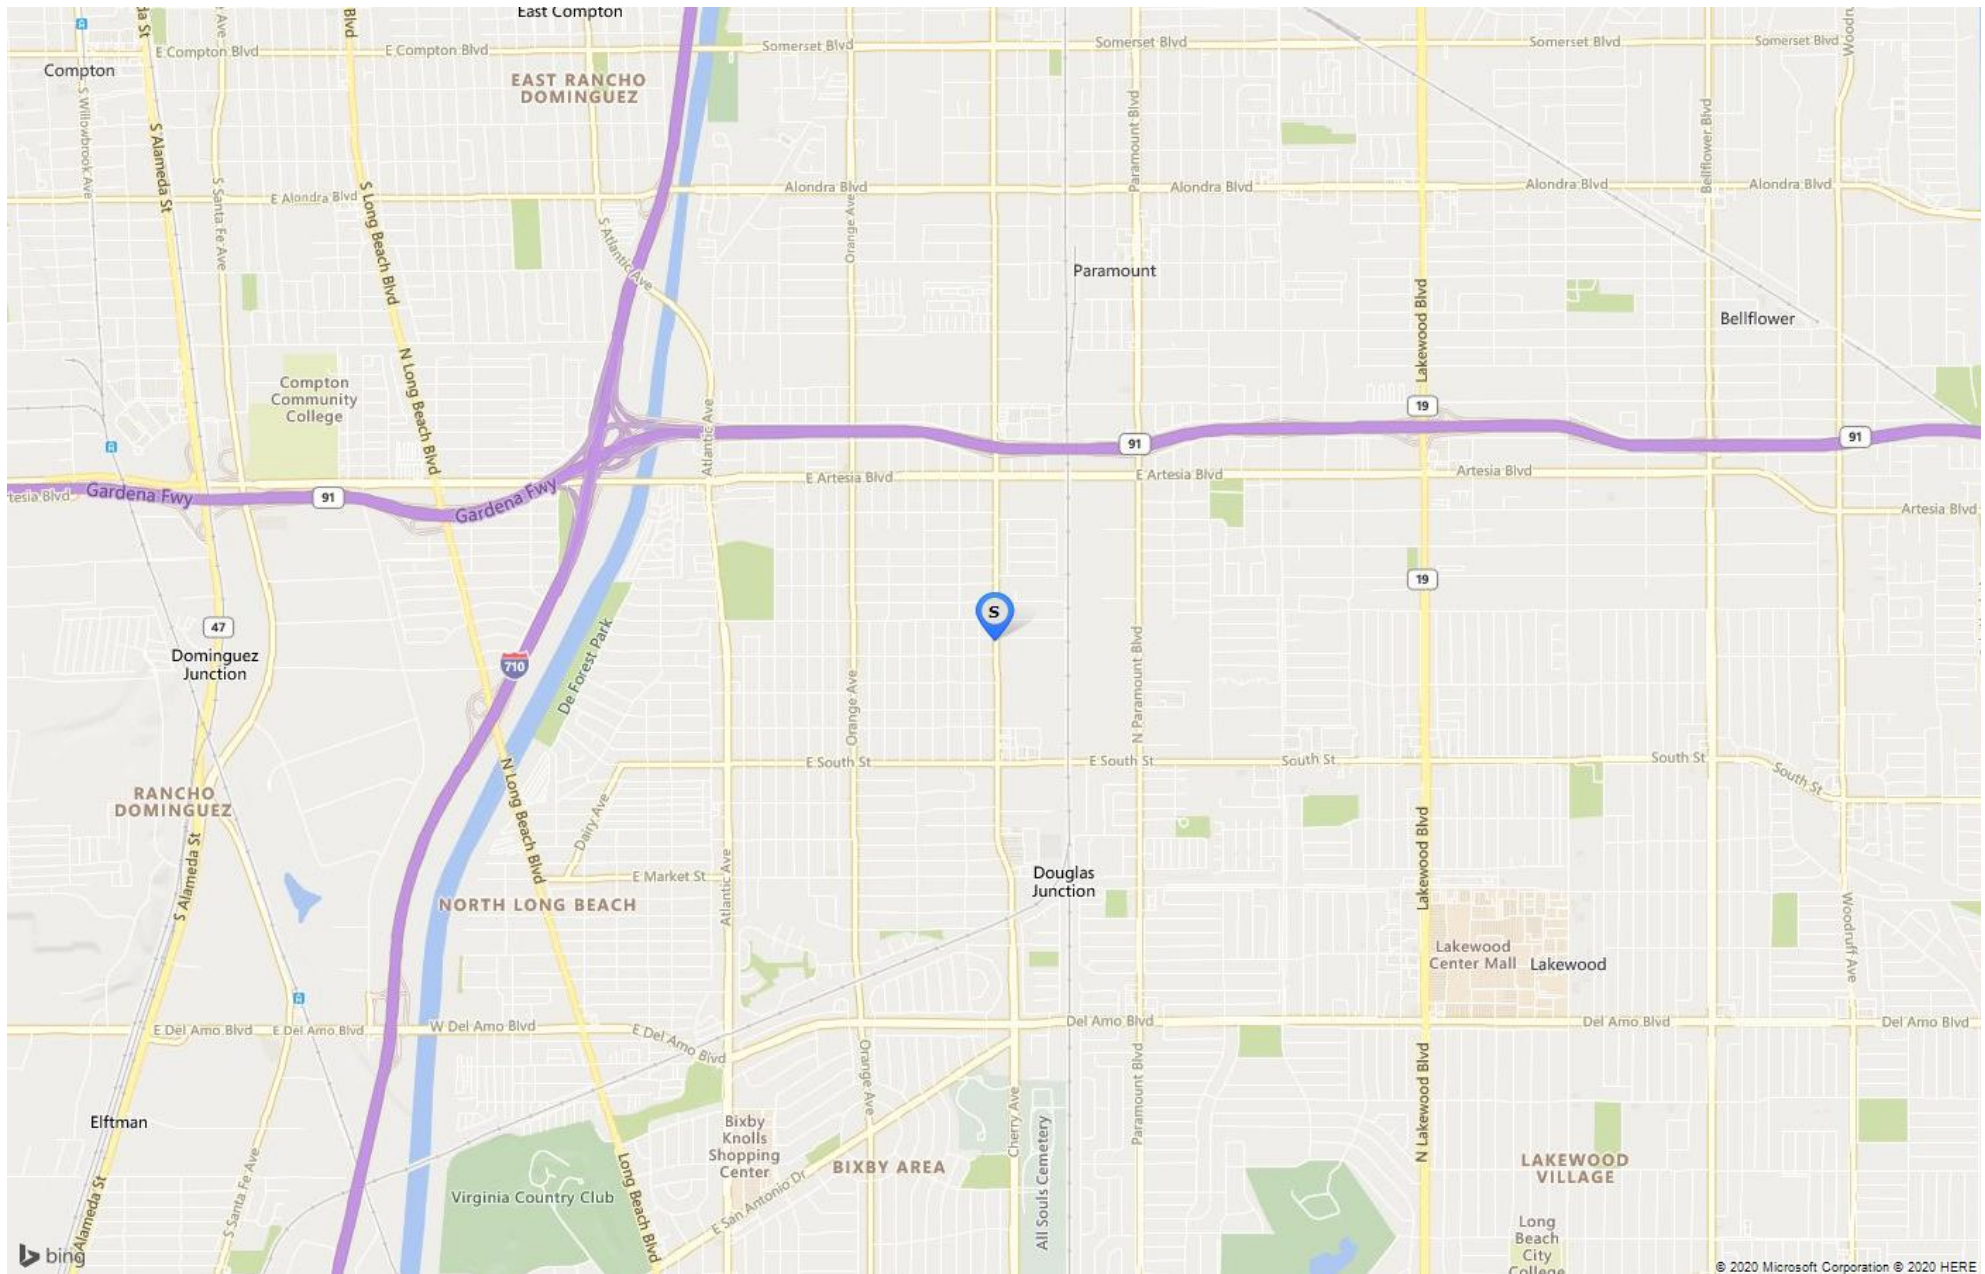 East Compton
da St
Ave
Blvd
E Compton Blvd
E Compton Blvd
Somerset Blvd
Somerset Blvd
Somerset Blvd
Somerset Blvd
Compton
EAST RANCHO
DOMINGUEZ
S Willowbrook Ave
S Alameda St
S Santa Fe Ave
S Long Beach Blvd
Paramount Blvd
Bellflower Blvd
E Alondra Blvd
Alondra Blvd
Alondra Blvd
Alondra Blvd
Alondra Blvd
S Atlantic Ave
Orange Ave
Paramount
Lakewood Blvd
Bellflower
N Long Beach Blvd
Compton
Community
College
Atlantic Ave
19
91
91
tesia Blvd
Gardena Fwy
91
Gardena Fwy
E Artesia Blvd
E Artesia Blvd
Artesia Blvd
Artesia Blvd
19
S
47
Dominguez
Junction
710
De Forest Park
Orange Ave
N Paramount Blvd
E South St
E South St
South St
South St
South St
RANCHO
DOMINGUEZ
N Long Beach Blvd
Dairy Ave
Lakewood Blvd
S Alameda St
E Market St
Atlantic Ave
Douglas
Junction
NORTH LONG BEACH
Woodruff Ave
Lakewood
Center Mall
Lakewood
E Del Amo Blvd
E Del Amo Blvd
W Del Amo Blvd
E Del Amo Blvd
Del Amo Blvd
Del Amo Blvd
Del Amo Blvd
Orange Ave
Paramount Blvd
N Lakewood Blvd
Elftman
Bixby
Knolls
Shopping
Center
Cherry Ave
All Souls Cemetery
BIXBY AREA
LAKEWOOD
VILLAGE
S Santa Fe Ave
Alameda St
Virginia Country Club
Long Beach Blvd
E San Antonio Dr
Long
Beach
City
College
bing
© 2020 Microsoft Corporation © 2020 HERE